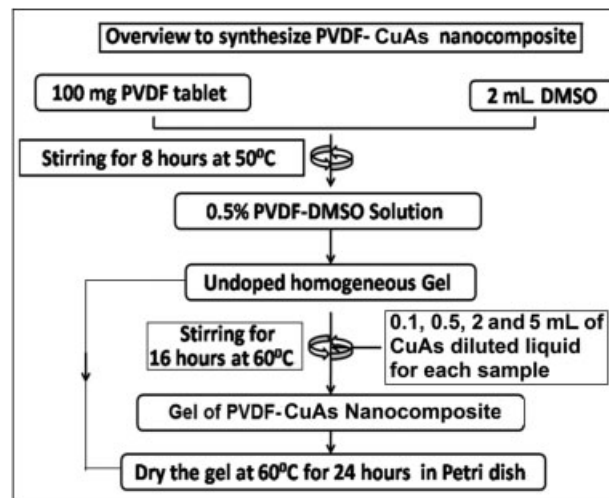 Overview to synthesize PVDF- CuAs nanocomposite
100 mg PVDF tablet
2 mL. DMSO
Stirring for 8 hours at 50⁰C
0.5% PVDF-DMSO Solution
Undoped homogeneous Gel
Stirring for
16 hours at 60⁰C
0.1, 0.5, 2 and 5 mL of
CuAs diluted liquid
for each sample
Gel of PVDF-CuAs Nanocomposite
Dry the gel at 60⁰C for 24 hours in Petri dish